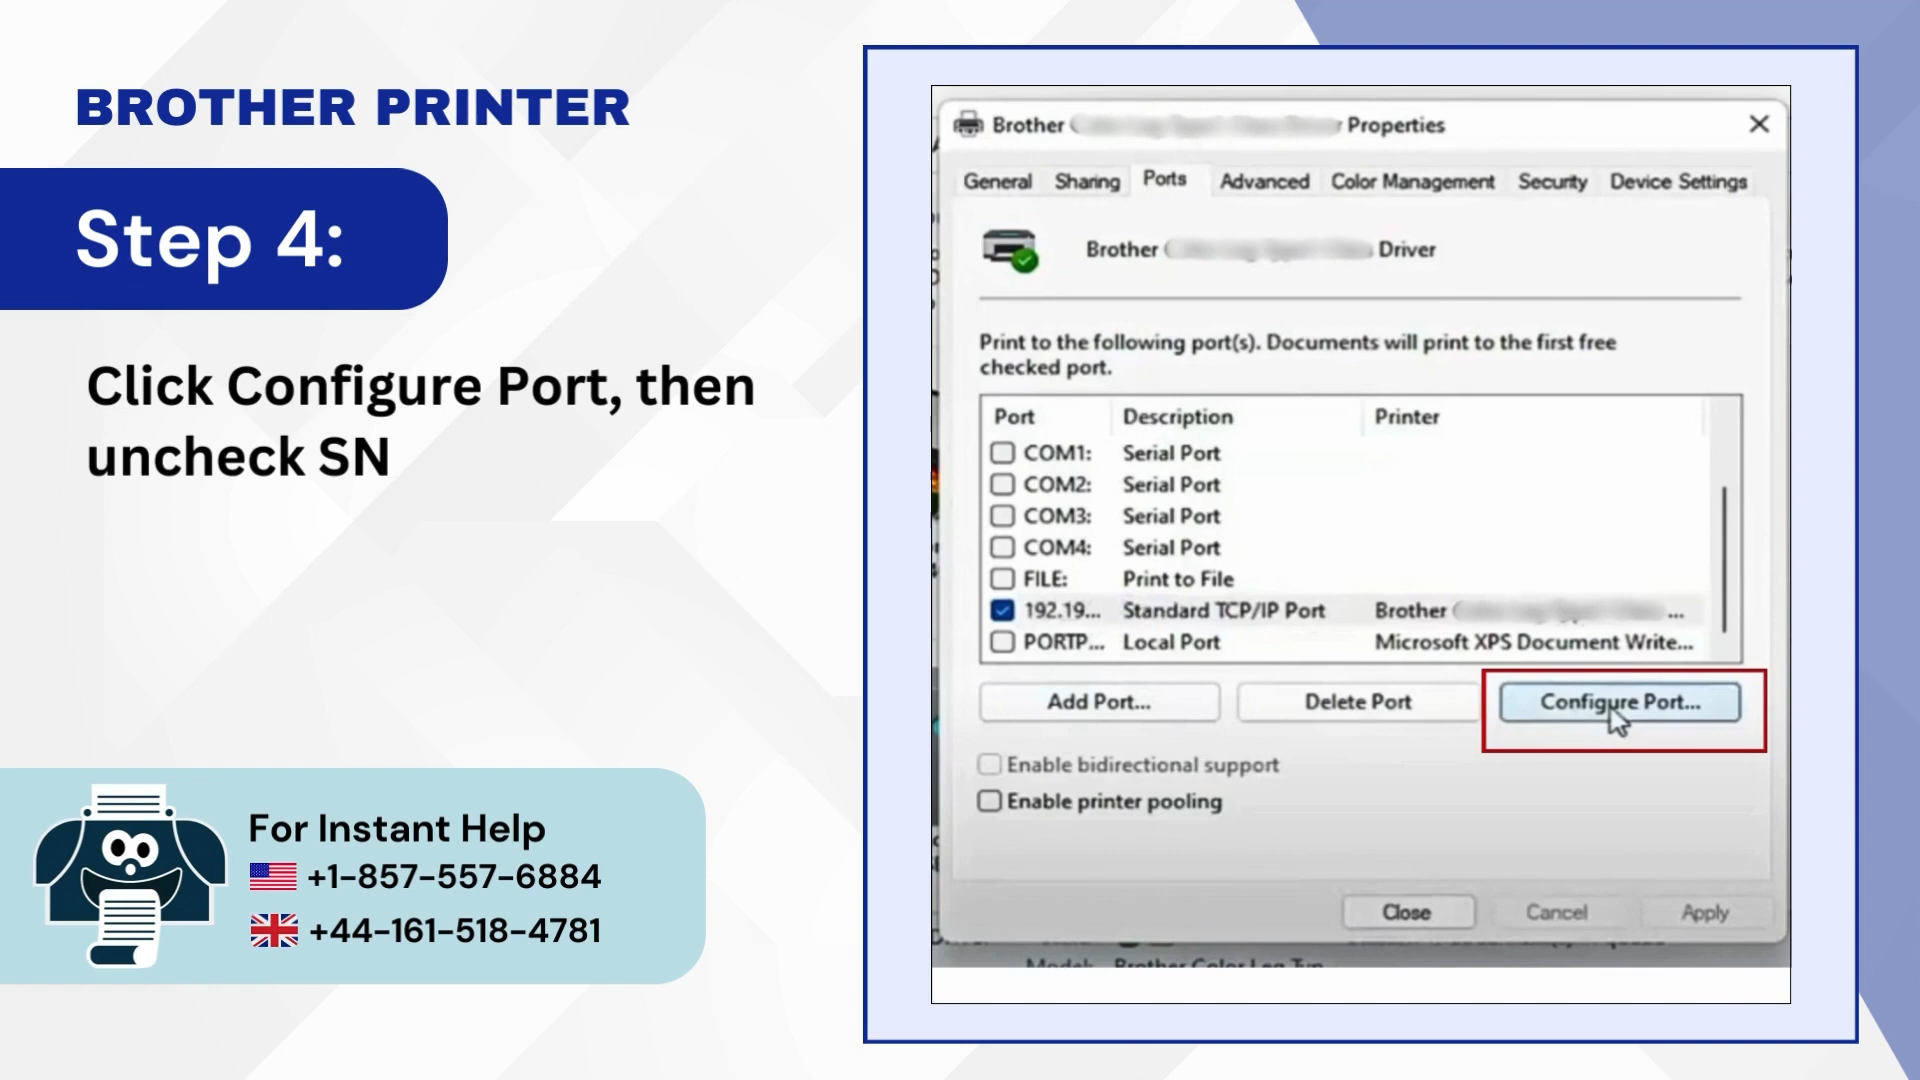 BROTHER PRINTER
Step 4:
Click Configure Port, then
uncheck SN
For Instant Help
+1-857-557-6884
+44-161-518-4781
Brother Properties
General Sharing Ports Advanced Color Management Security Device Settings
Brother Driver
Print to the following port(s). Documents will print to the first free
checked port.
Port Description Printer
COM1: Serial Port
COM2: Serial Port
COM3: Serial Port
COM4: Serial Port
FILE: Print to File
192.19... Standard TCP/IP Port Brother ...
PORTP... Local Port Microsoft XPS Document Write...
Add Port... Delete Port Configure Port...
Enable bidirectional support
Enable printer pooling
Close Cancel Apply
Model: Brother Color Leg Typ